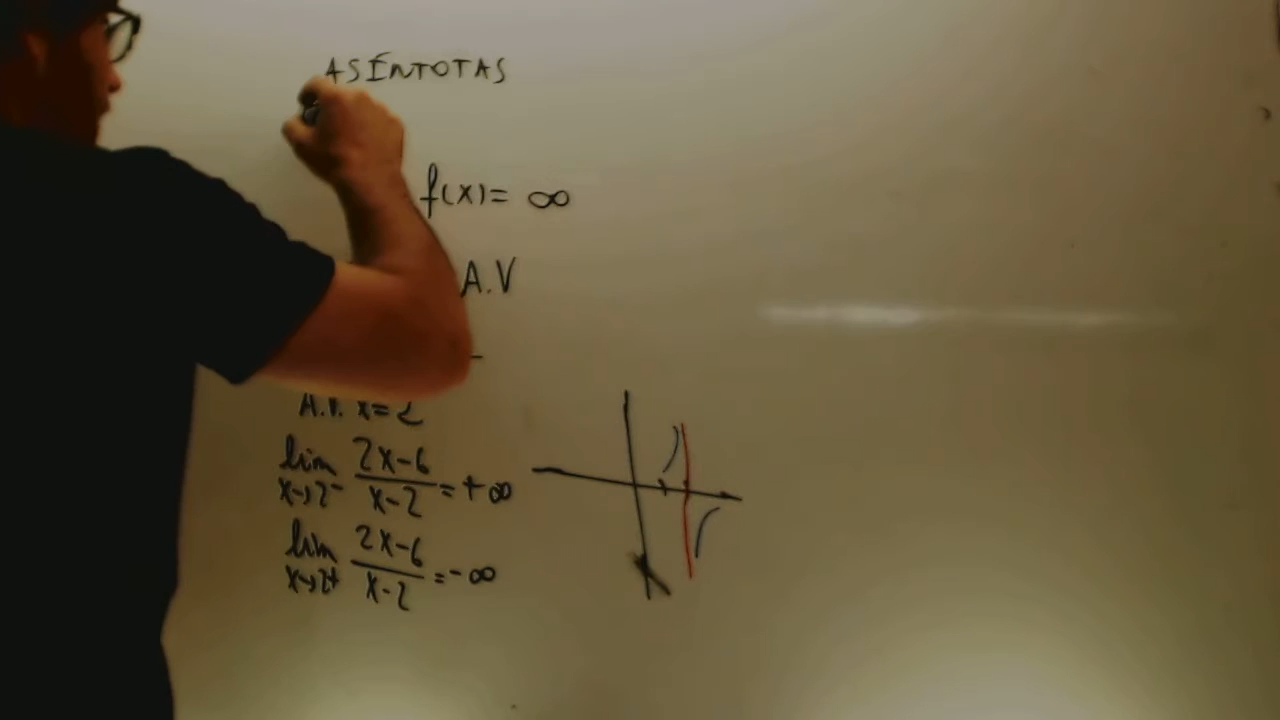 ASÍNTOTAS
f(x)= ∞
A.V
A.V. x=2
lim x→2⁻ (2x-6)/(x-2) = +∞
lim x→2⁺ (2x-6)/(x-2) = -∞